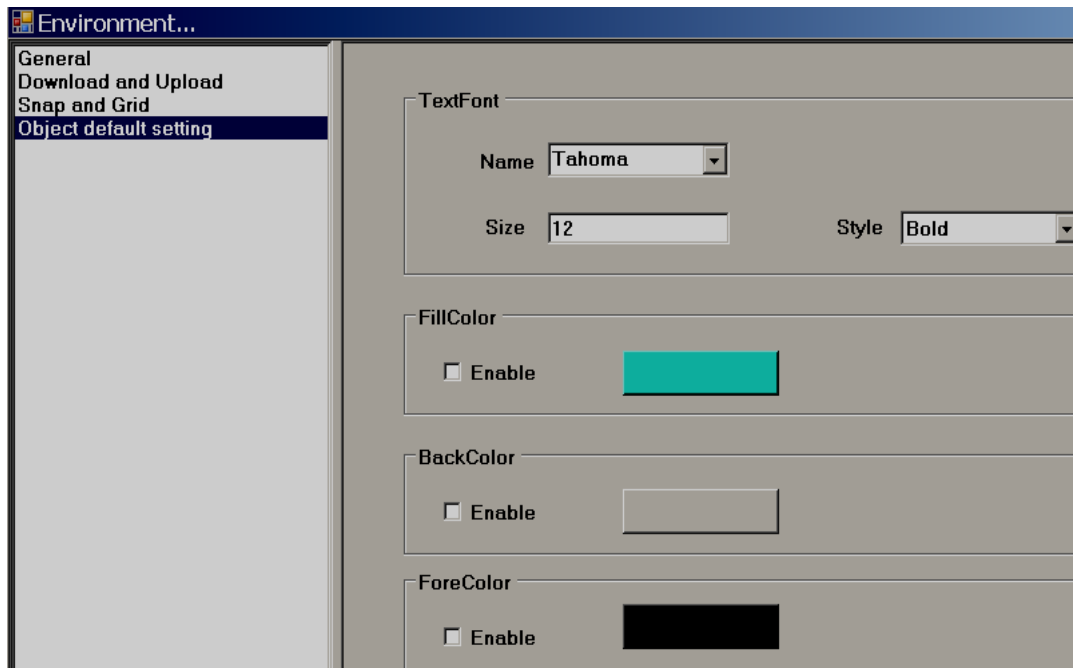 Environment...
General
Download and Upload
Snap and Grid
Object default setting
TextFont
Name Tahoma
Size 12 Style Bold
FillColor
Enable
BackColor
Enable
ForeColor
Enable